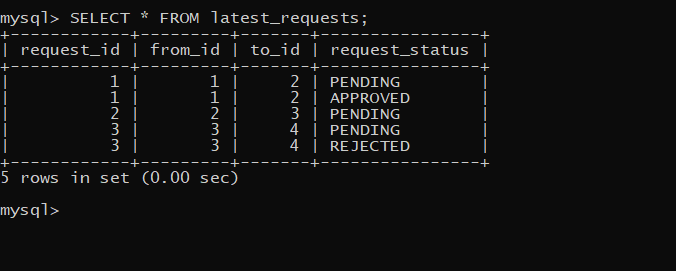 mysql> SELECT * FROM latest_requests;
+------------+---------+-------+----------------+
| request_id | from_id | to_id | request_status |
+------------+---------+-------+----------------+
|          1 |       1 |     2 | PENDING        |
|          1 |       1 |     2 | APPROVED       |
|          2 |       2 |     3 | PENDING        |
|          3 |       3 |     4 | PENDING        |
|          3 |       3 |     4 | REJECTED       |
+------------+---------+-------+----------------+
5 rows in set (0.00 sec)
mysql>